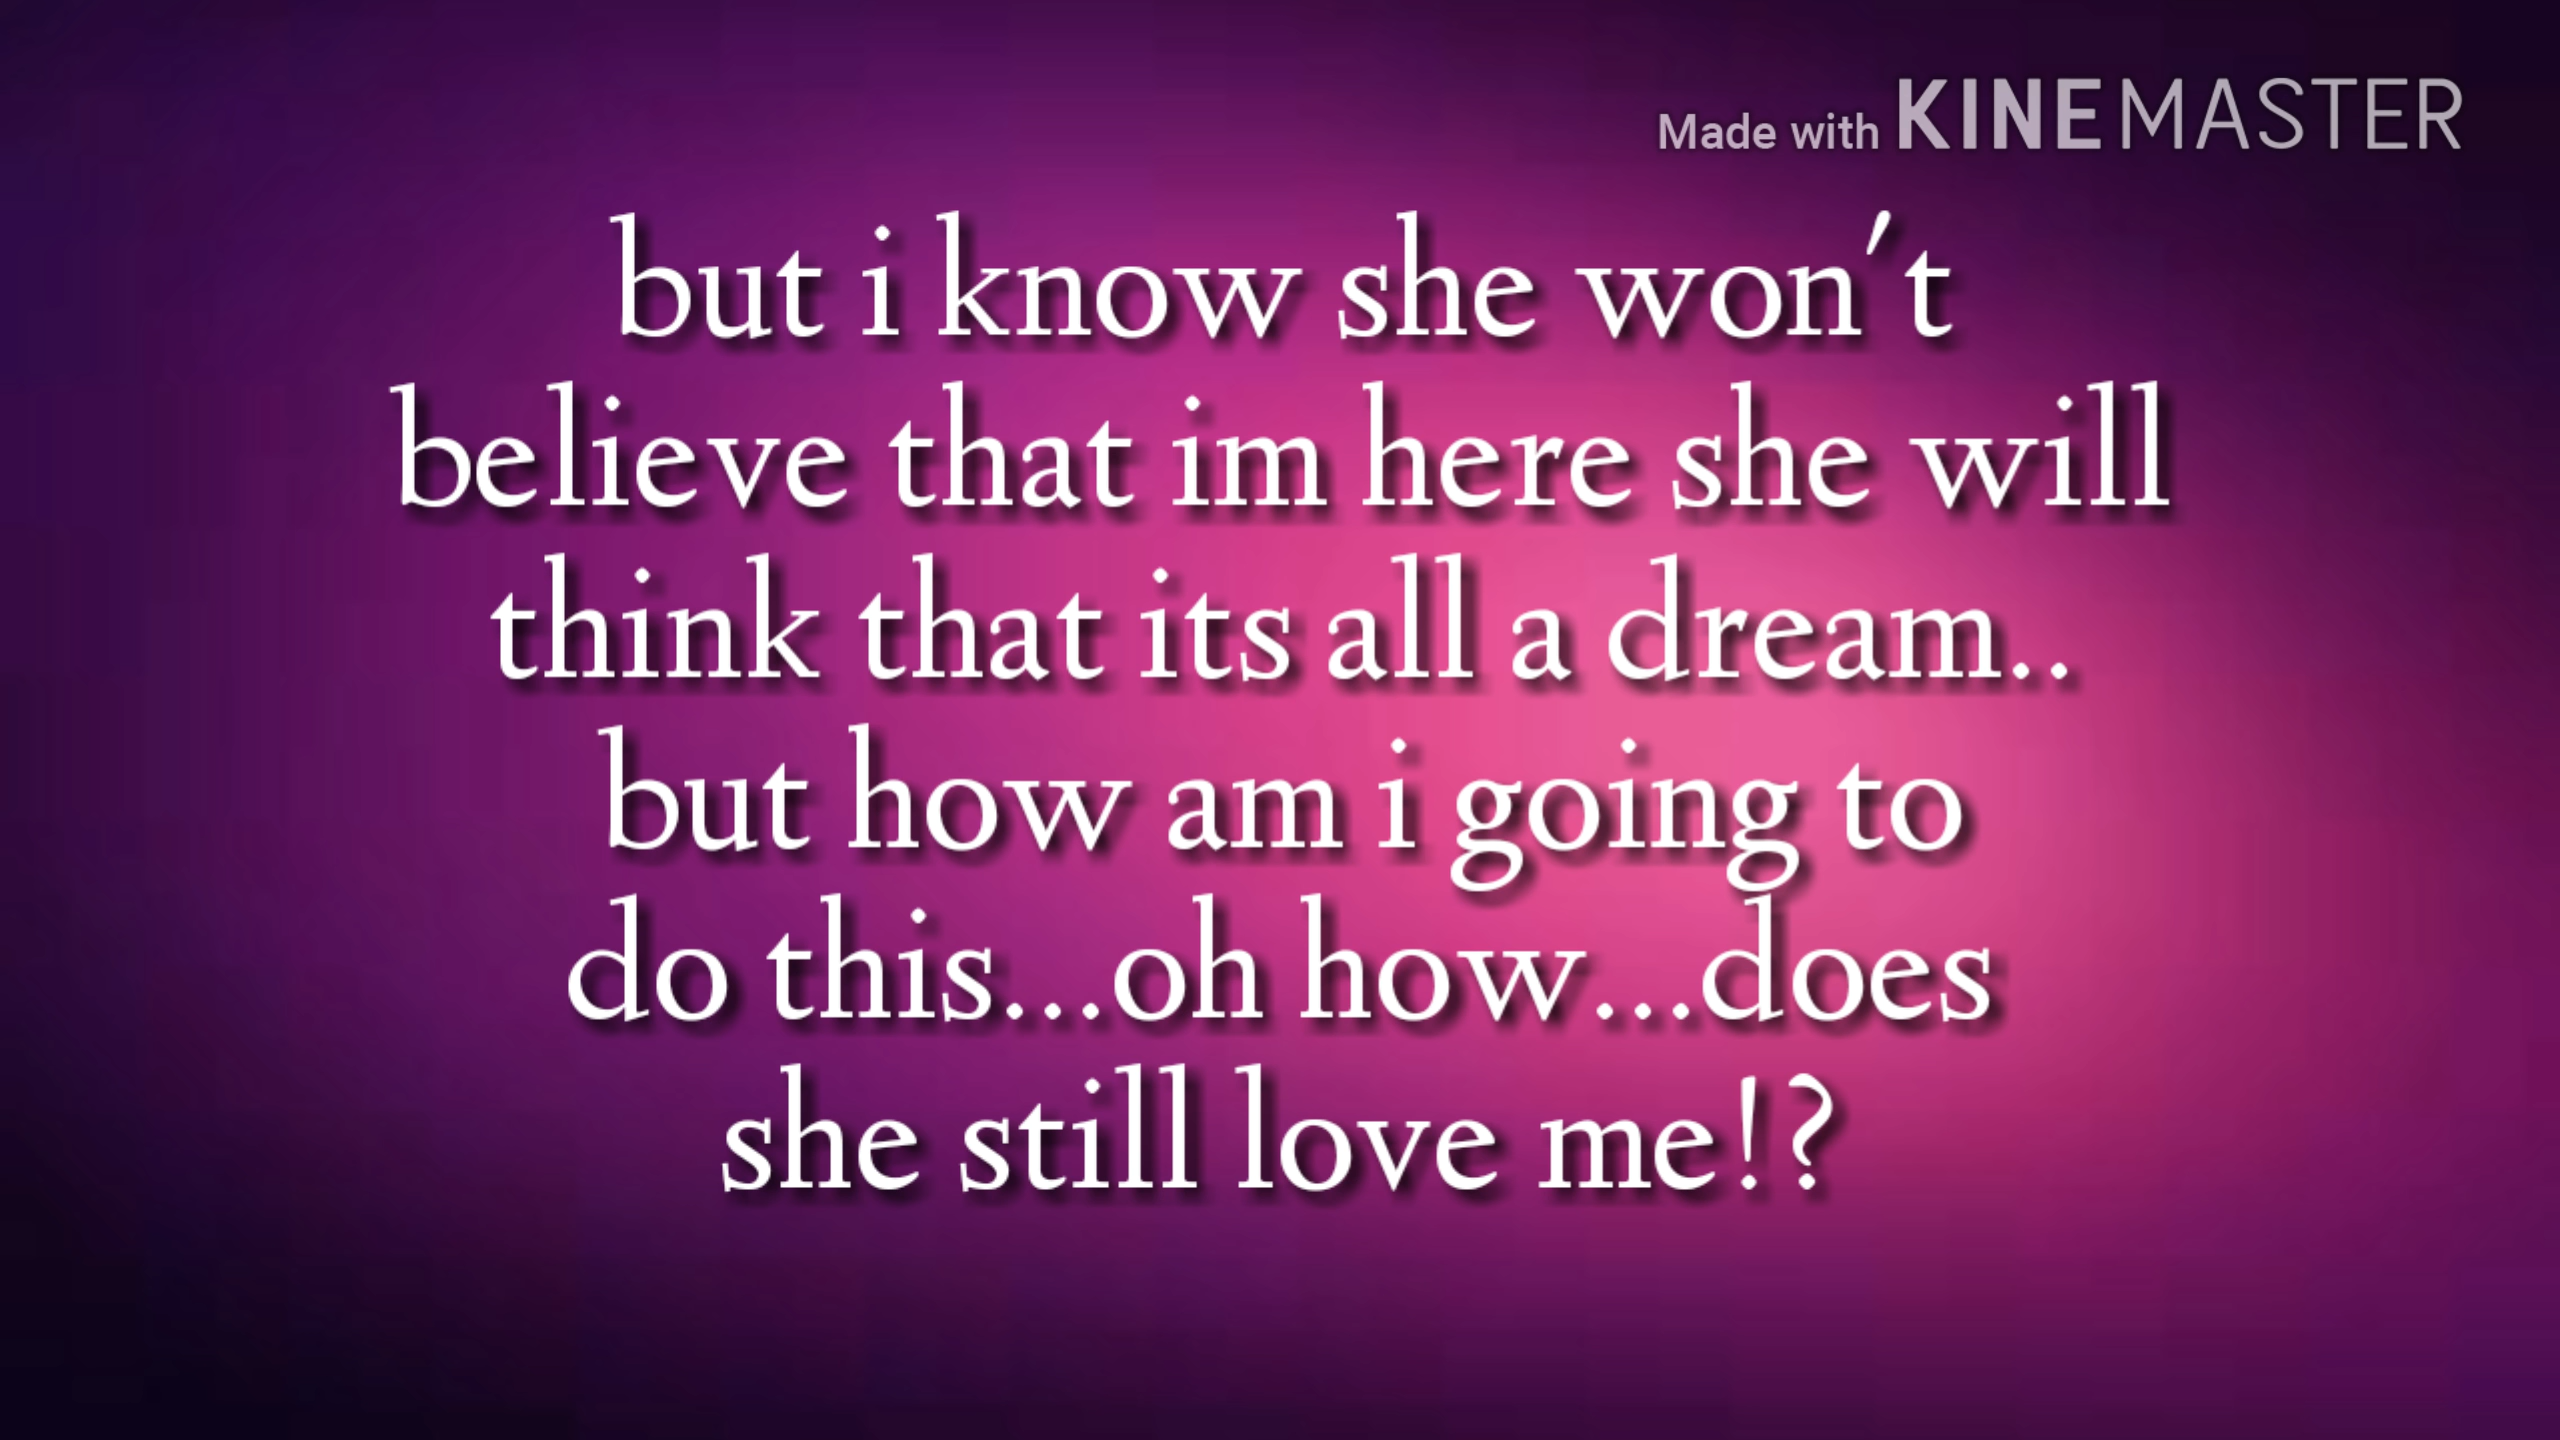 Made with KINEMASTER
but i know she won't
believe that im here she will
think that its all a dream..
but how am i going to
do this...oh how...does
she still love me!?